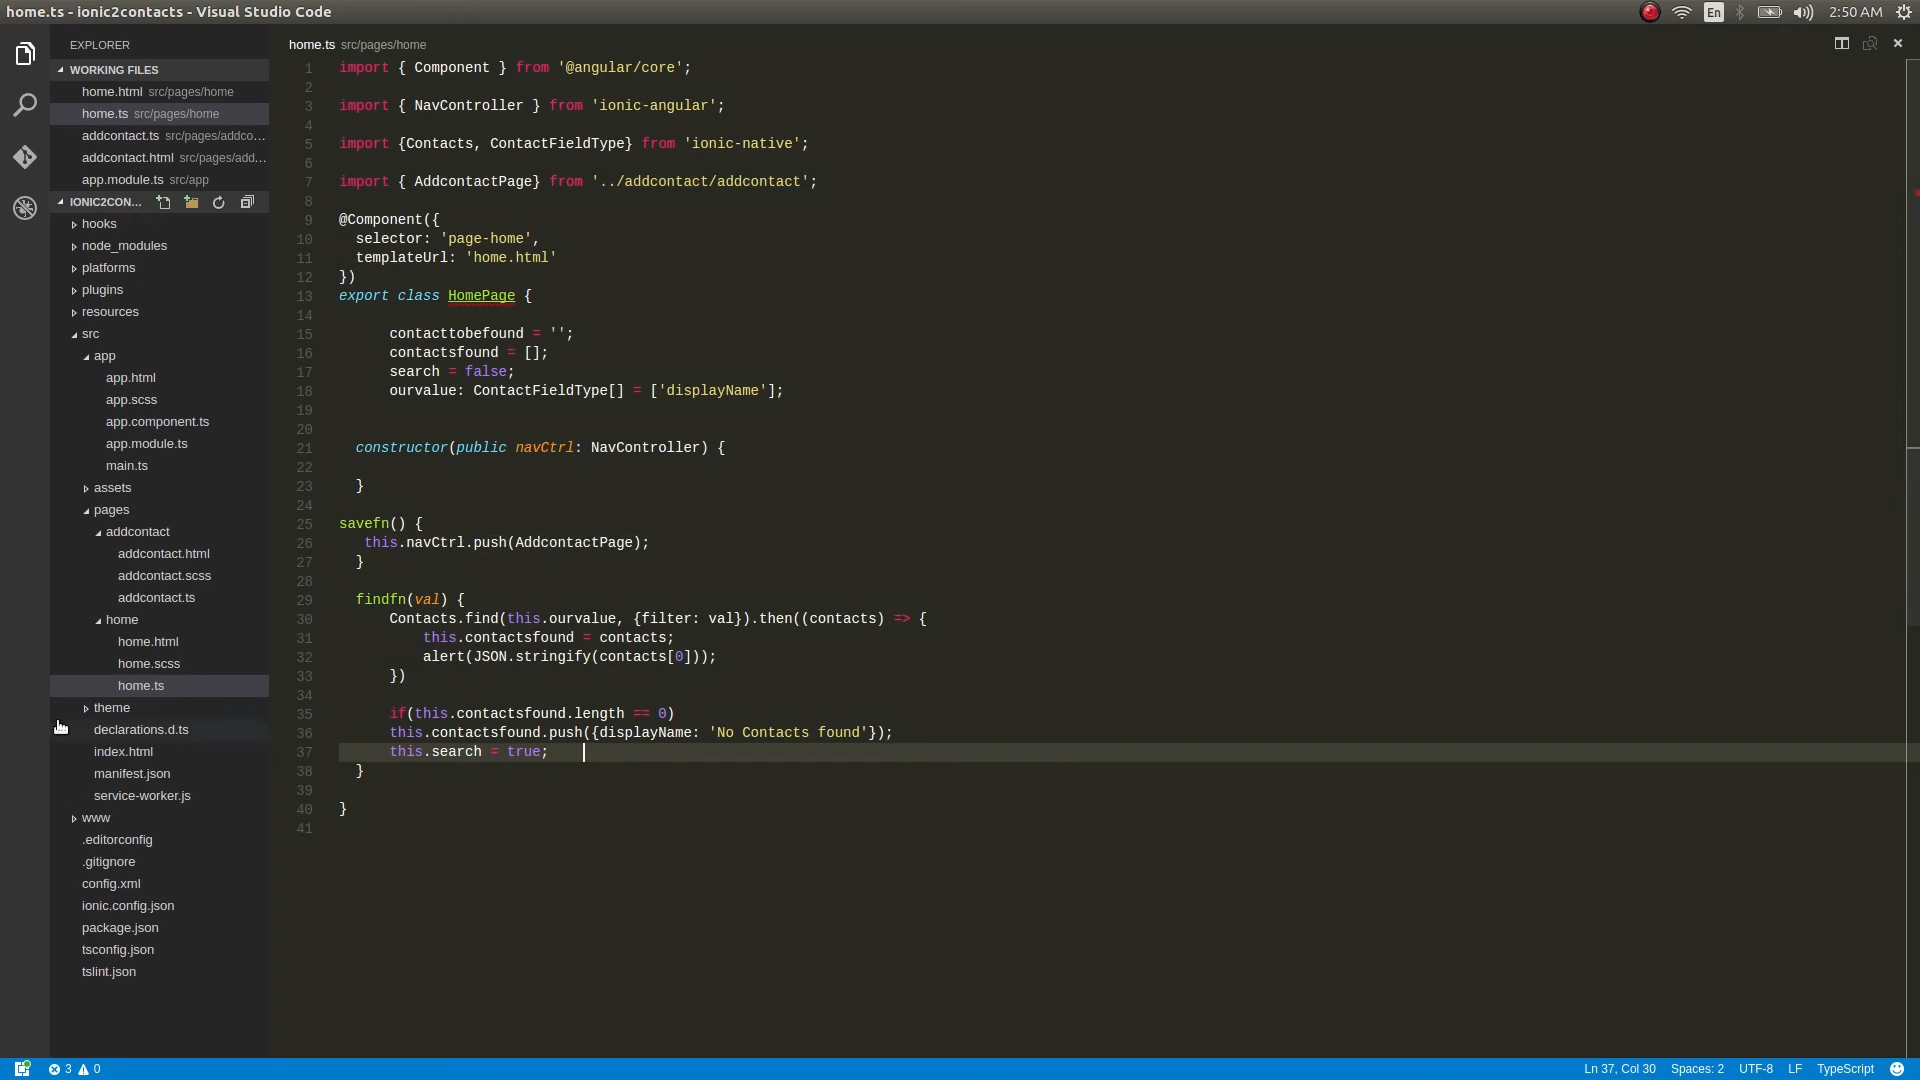 home.ts - ionic2contacts - Visual Studio Code
En
2:50 AM
EXPLORER
WORKING FILES
home.html src/pages/home
home.ts src/pages/home
addcontact.ts src/pages/addco...
addcontact.html src/pages/add...
app.module.ts src/app
IONIC2CON...
hooks
node_modules
platforms
plugins
resources
src
app
app.html
app.scss
app.component.ts
app.module.ts
main.ts
assets
pages
addcontact
addcontact.html
addcontact.scss
addcontact.ts
home
home.html
home.scss
home.ts
theme
declarations.d.ts
index.html
manifest.json
service-worker.js
www
.editorconfig
.gitignore
config.xml
ionic.config.json
package.json
tsconfig.json
tslint.json
home.ts src/pages/home
1 import { Component } from '@angular/core';
2
3 import { NavController } from 'ionic-angular';
4
5 import {Contacts, ContactFieldType} from 'ionic-native';
6
7 import { AddcontactPage} from '../addcontact/addcontact';
8
9 @Component({
10 selector: 'page-home',
11 templateUrl: 'home.html'
12 })
13 export class HomePage {
14
15 contacttobefound = '';
16 contactsfound = [];
17 search = false;
18 ourvalue: ContactFieldType[] = ['displayName'];
19
20
21 constructor(public navCtrl: NavController) {
22
23 }
24
25 savefn() {
26 this.navCtrl.push(AddcontactPage);
27 }
28
29 findfn(val) {
30 Contacts.find(this.ourvalue, {filter: val}).then((contacts) => {
31 this.contactsfound = contacts;
32 alert(JSON.stringify(contacts[0]));
33 })
34
35 if(this.contactsfound.length == 0)
36 this.contactsfound.push({displayName: 'No Contacts found'});
37 this.search = true;
38 }
39
40 }
41
3 0
Ln 37, Col 30 Spaces: 2 UTF-8 LF TypeScript